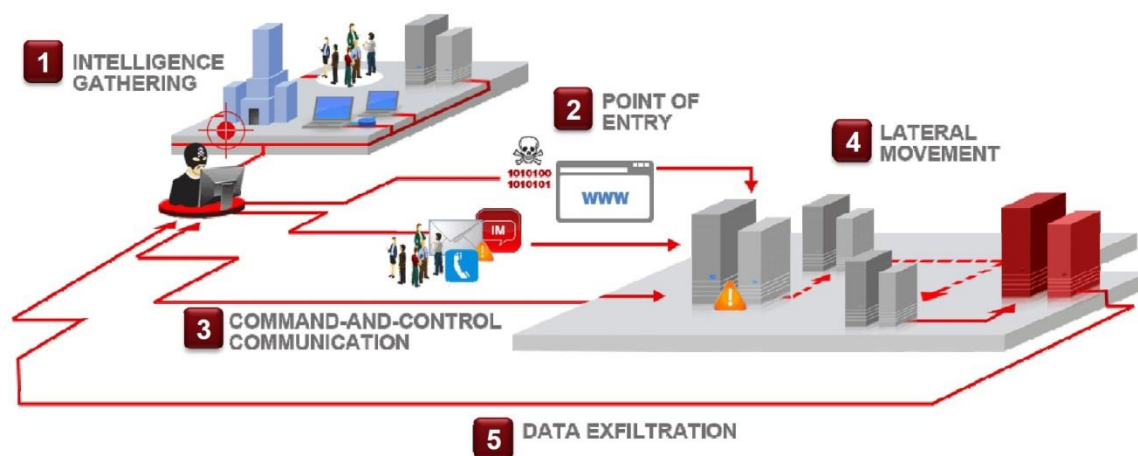 1
INTELLIGENCE
GATHERING
2
POINT OF
ENTRY
1010100
1010101
www
IM
3
COMMAND-AND-CONTROL
COMMUNICATION
4
LATERAL
MOVEMENT
5
DATA EXFILTRATION